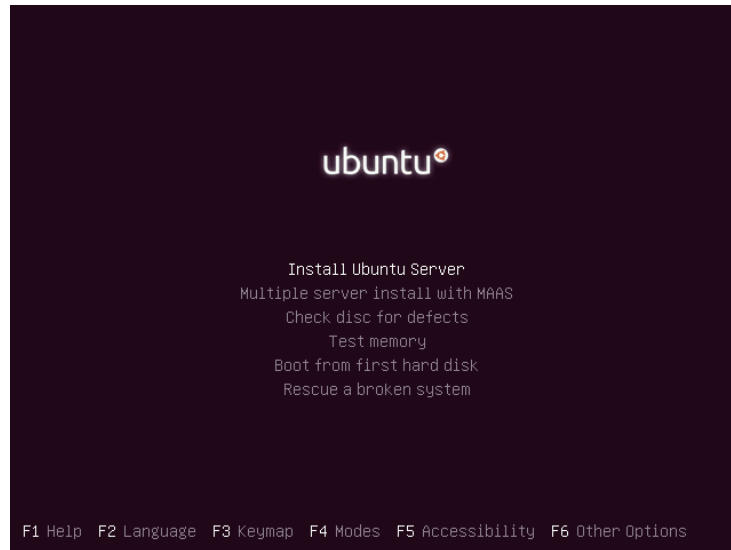 ubuntu
Install Ubuntu Server
Multiple server install with MAAS
Check disc for defects
Test memory
Boot from first hard disk
Rescue a broken system
F1 Help F2 Language F3 Keymap F4 Modes F5 Accessibility F6 Other Options